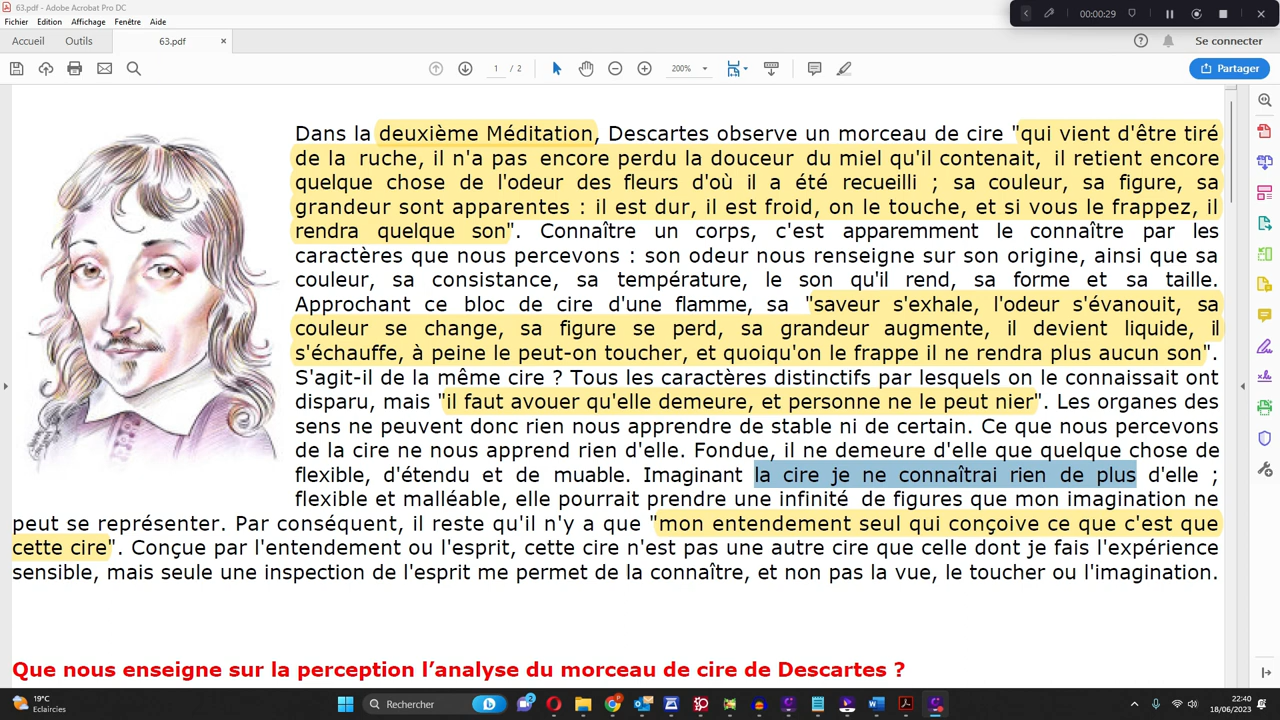 63.pdf - Adobe Acrobat Pro DC
00:00:29
Fichier Edition Affichage Fenêtre Aide
Accueil Outils 63.pdf × Se connecter
1 / 2 200% Partager
Dans la deuxième Méditation, Descartes observe un morceau de cire "qui vient d'être tiré
de la ruche, il n'a pas encore perdu la douceur du miel qu'il contenait, il retient encore
quelque chose de l'odeur des fleurs d'où il a été recueilli ; sa couleur, sa figure, sa
grandeur sont apparentes : il est dur, il est froid, on le touche, et si vous le frappez, il
rendra quelque son". Connaître un corps, c'est apparemment le connaître par les
caractères que nous percevons : son odeur nous renseigne sur son origine, ainsi que sa
couleur, sa consistance, sa température, le son qu'il rend, sa forme et sa taille.
Approchant ce bloc de cire d'une flamme, sa "saveur s'exhale, l'odeur s'évanouit, sa
couleur se change, sa figure se perd, sa grandeur augmente, il devient liquide, il
s'échauffe, à peine le peut-on toucher, et quoiqu'on le frappe il ne rendra plus aucun son".
S'agit-il de la même cire ? Tous les caractères distinctifs par lesquels on le connaissait ont
disparu, mais "il faut avouer qu'elle demeure, et personne ne le peut nier". Les organes des
sens ne peuvent donc rien nous apprendre de stable ni de certain. Ce que nous percevons
de la cire ne nous apprend rien d'elle. Fondue, il ne demeure d'elle que quelque chose de
flexible, d'étendu et de muable. Imaginant la cire je ne connaîtrai rien de plus d'elle ;
flexible et malléable, elle pourrait prendre une infinité de figures que mon imagination ne
peut se représenter. Par conséquent, il reste qu'il n'y a que "mon entendement seul qui conçoive ce que c'est que
cette cire". Conçue par l'entendement ou l'esprit, cette cire n'est pas une autre cire que celle dont je fais l'expérience
sensible, mais seule une inspection de l'esprit me permet de la connaître, et non pas la vue, le toucher ou l'imagination.
Que nous enseigne sur la perception l'analyse du morceau de cire de Descartes ?
19°C
Eclaircies
Rechercher
22:40
18/06/2023